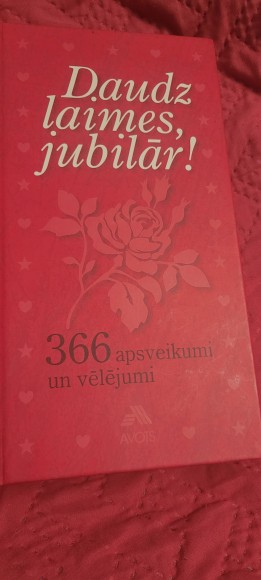 Daudz
laimes,
jubilār!
366 apsveikumi
un vēlējumi
AVOTS